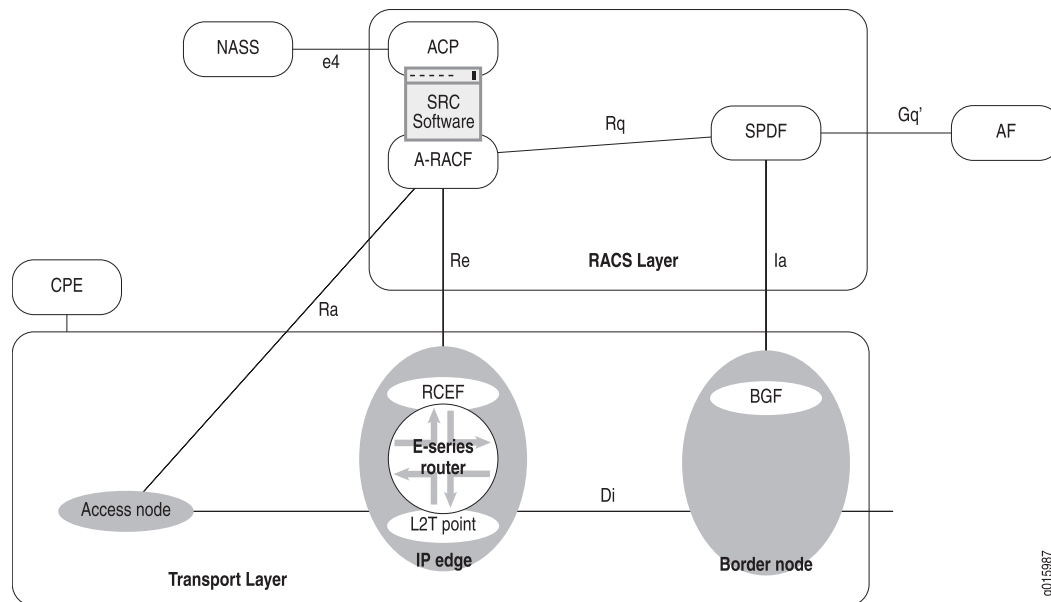 NASS
e4
ACP
SRC
Software
A-RACF
Rq
SPDF
Gq’
AF
Re
RACS Layer
Ia
CPE
Ra
RCEF
E-series
router
L2T point
IP edge
BGF
Border node
Access node
Di
Transport Layer
g015987